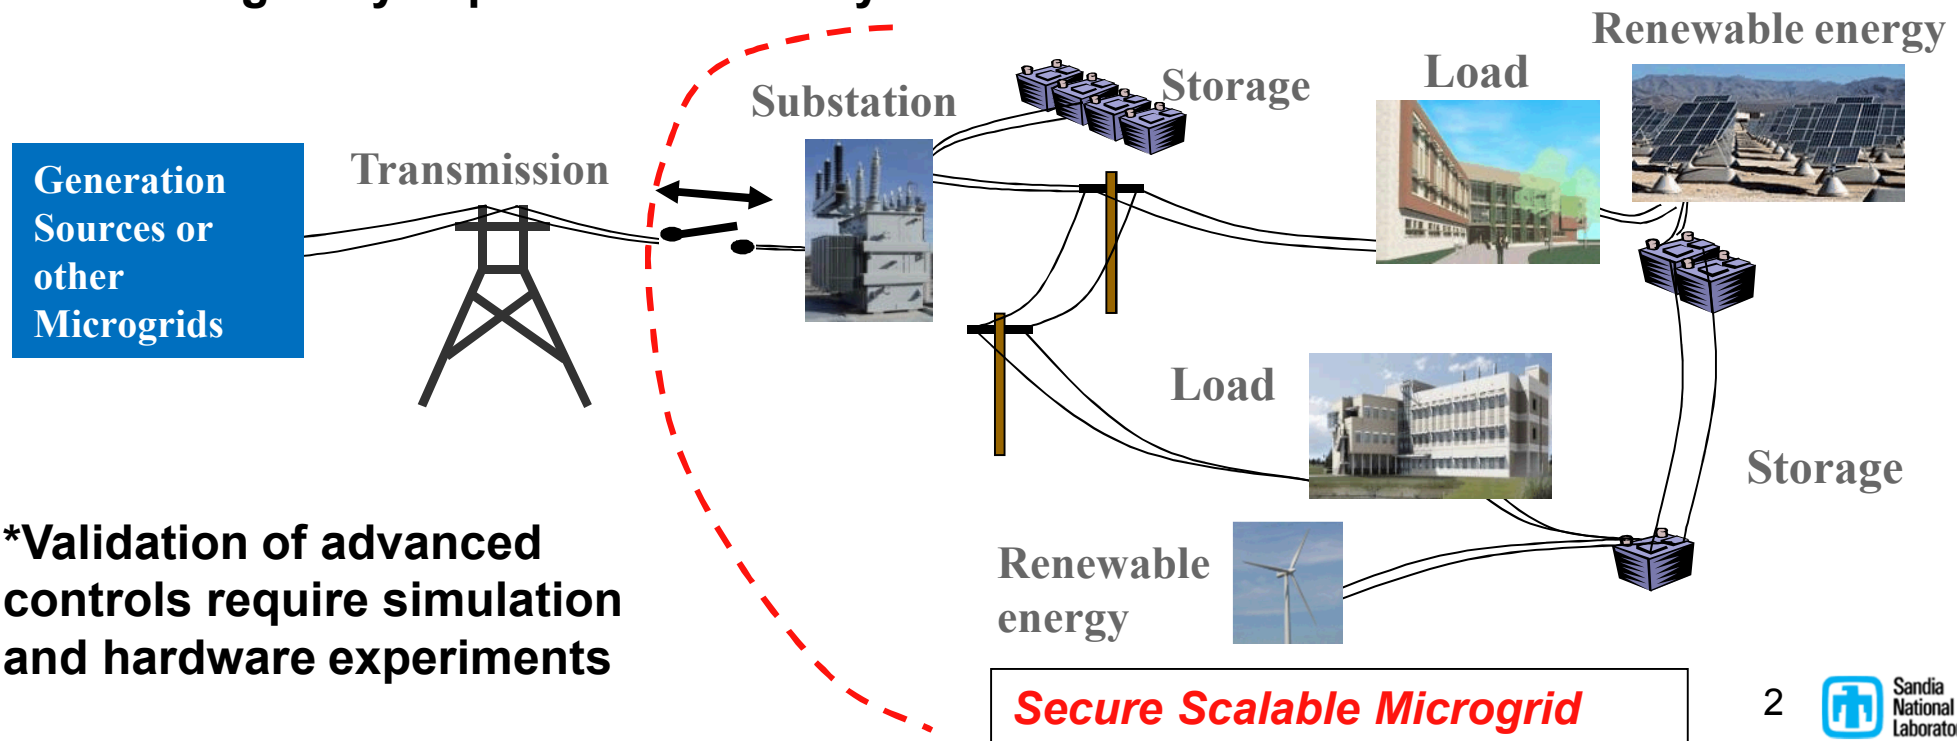 Renewable energy
Load
Storage
Substation
Transmission
Generation
Sources or
other
Microgrids
Load
Storage
Renewable
energy
*Validation of advanced
controls require simulation
and hardware experiments
Secure Scalable Microgrid
2
Sandia
National